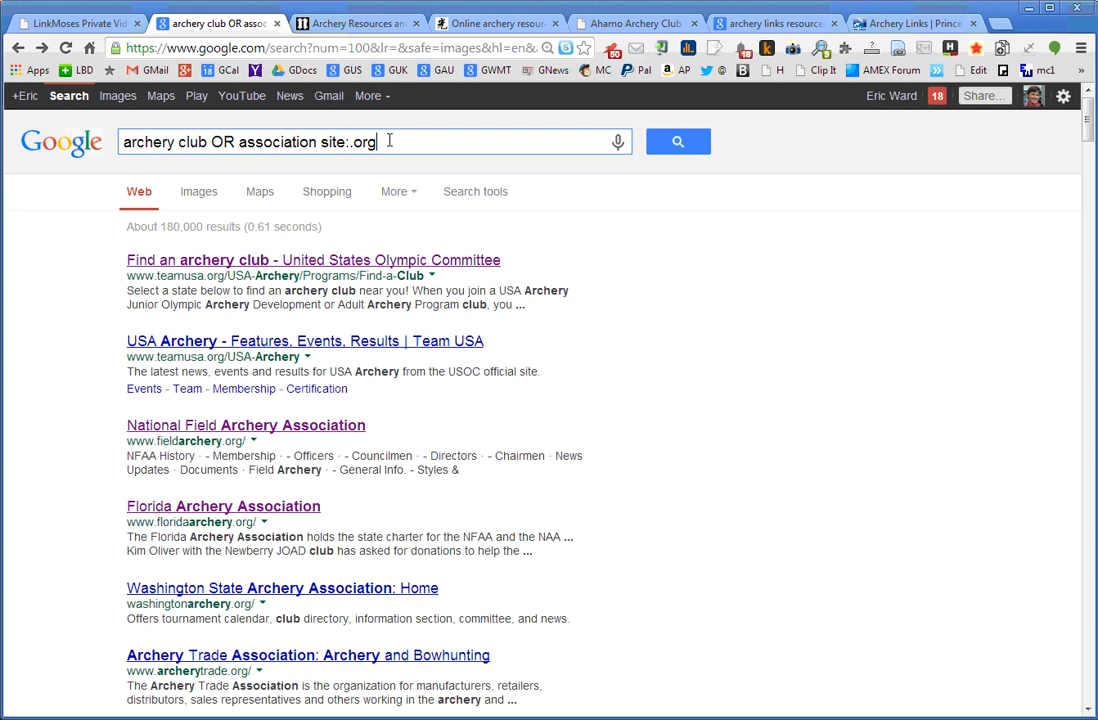 LinkMoses Private Vid × archery club OR assoc × Archery Resources an × Online archery resour × Ahamo Archery Club × archery links resource × Archery Links | Prince ×
https://www.google.com/search?num=100&lr=&safe=images&hl=en&
Apps LBD GMail GCal GDocs GUS GUK GAU GWMT GNews MC Pal AP @ H Clip It AMEX Forum Edit mc1 »
+Eric Search Images Maps Play YouTube News Gmail More Eric Ward 18 Share...
Google archery club OR association site:.org
Web Images Maps Shopping More Search tools
About 180,000 results (0.61 seconds)
Find an archery club - United States Olympic Committee
www.teamusa.org/USA-Archery/Programs/Find-a-Club
Select a state below to find an archery club near you! When you join a USA Archery
Junior Olympic Archery Development or Adult Archery Program club, you ...
USA Archery - Features, Events, Results | Team USA
www.teamusa.org/USA-Archery
The latest news, events and results for USA Archery from the USOC official site.
Events - Team - Membership - Certification
National Field Archery Association
www.fieldarchery.org/
NFAA History · - Membership · - Officers · - Councilmen · - Directors · - Chairmen · News
Updates · Documents · Field Archery · - General Info. · - Styles &
Florida Archery Association
www.floridaarchery.org/
The Florida Archery Association holds the state charter for the NFAA and the NAA ...
Kim Oliver with the Newberry JOAD club has asked for donations to help the ...
Washington State Archery Association: Home
washingtonarchery.org/
Offers tournament calendar, club directory, information section, committee, and news.
Archery Trade Association: Archery and Bowhunting
www.archerytrade.org/
The Archery Trade Association is the organization for manufacturers, retailers,
distributors, sales representatives and others working in the archery and ...